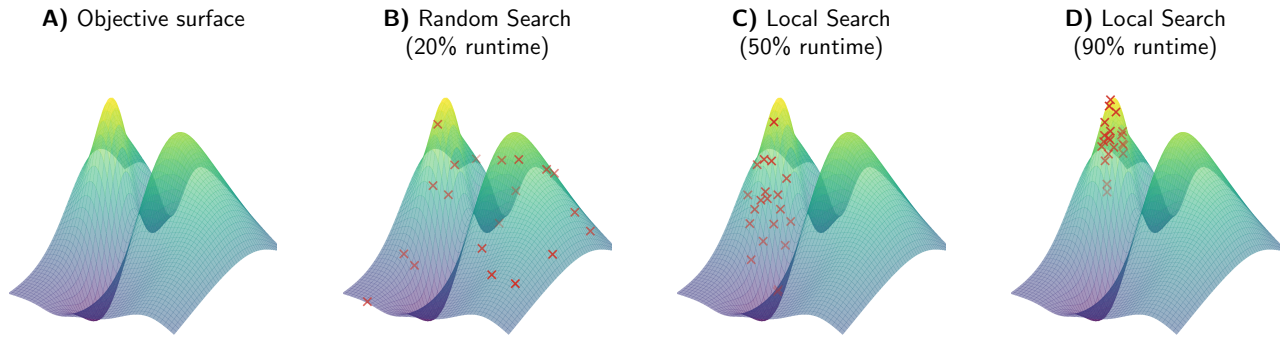 A) Objective surface
B) Random Search
(20% runtime)
C) Local Search
(50% runtime)
D) Local Search
(90% runtime)